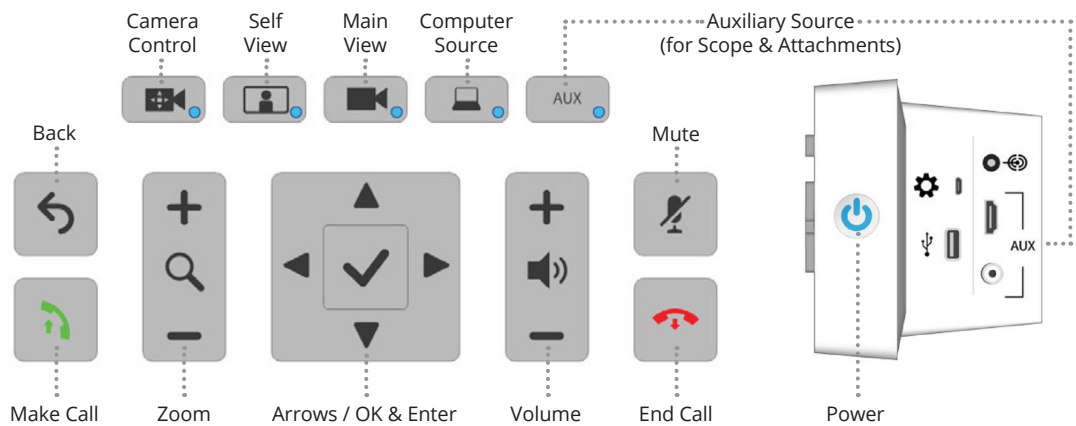 Camera
Control
Self
View
Main
View
Computer
Source
Auxiliary Source
(for Scope & Attachments)
AUX
Back
Mute
AUX
Make Call
Zoom
Arrows / OK & Enter
Volume
End Call
Power